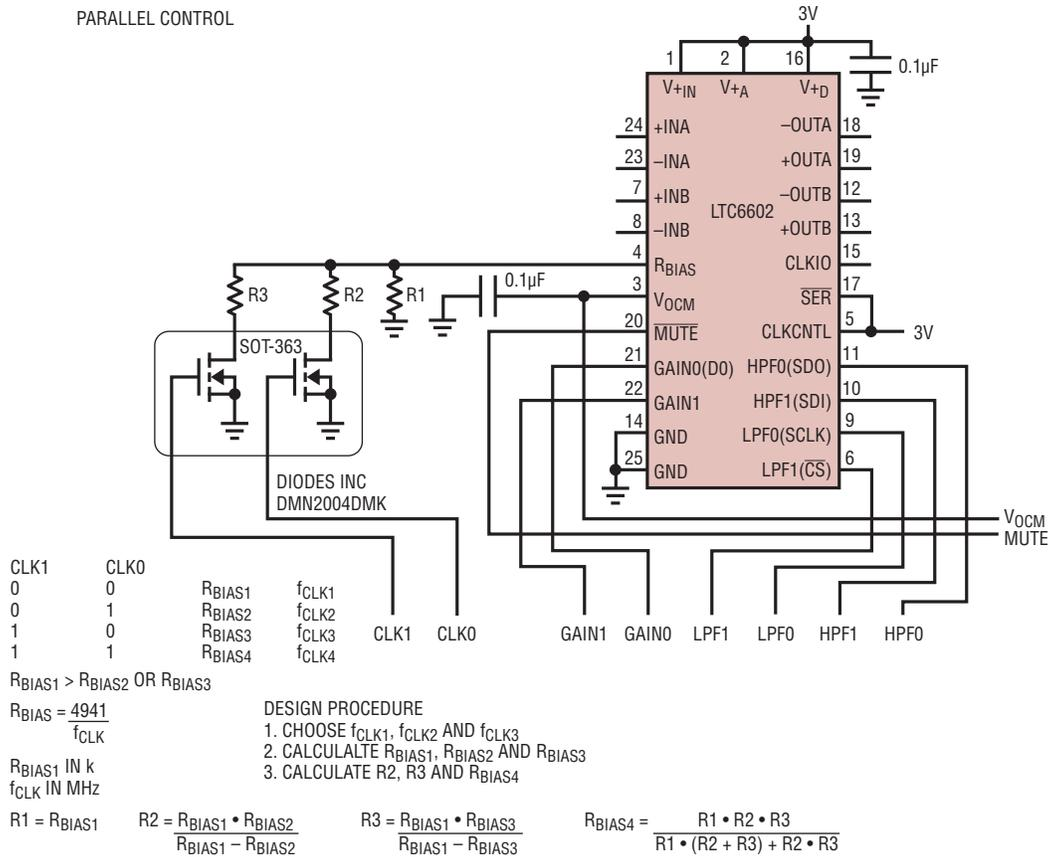 PARALLEL CONTROL
3V
1 2 16
0.1µF
V+IN V+A V+D
24 +INA –OUTA 18
23 –INA +OUTA 19
7 +INB –OUTB 12
LTC6602
8 –INB +OUTB 13
4 RBIAS CLKIO 15
R3 R2 R1
0.1µF
3 VOCM SER 17
20 MUTE CLKCNTL 5 3V
SOT-363
21 GAIN0(D0) HPF0(SDO) 11
22 GAIN1 HPF1(SDI) 10
14 GND LPF0(SCLK) 9
25 GND LPF1(CS) 6
DIODES INC
DMN2004DMK
VOCM
MUTE
CLK1 CLK0
0 0 RBIAS1 fCLK1
0 1 RBIAS2 fCLK2
1 0 RBIAS3 fCLK3
1 1 RBIAS4 fCLK4
CLK1 CLK0 GAIN1 GAIN0 LPF1 LPF0 HPF1 HPF0
RBIAS1 > RBIAS2 OR RBIAS3
RBIAS = 4941
fCLK
RBIAS1 IN k
fCLK IN MHz
DESIGN PROCEDURE
1. CHOOSE fCLK1, fCLK2 AND fCLK3
2. CALCULALTE RBIAS1, RBIAS2 AND RBIAS3
3. CALCULATE R2, R3 AND RBIAS4
R1 = RBIAS1
R2 = RBIAS1 • RBIAS2
RBIAS1 – RBIAS2
R3 = RBIAS1 • RBIAS3
RBIAS1 – RBIAS3
RBIAS4 = R1 • R2 • R3
R1 • (R2 + R3) + R2 • R3